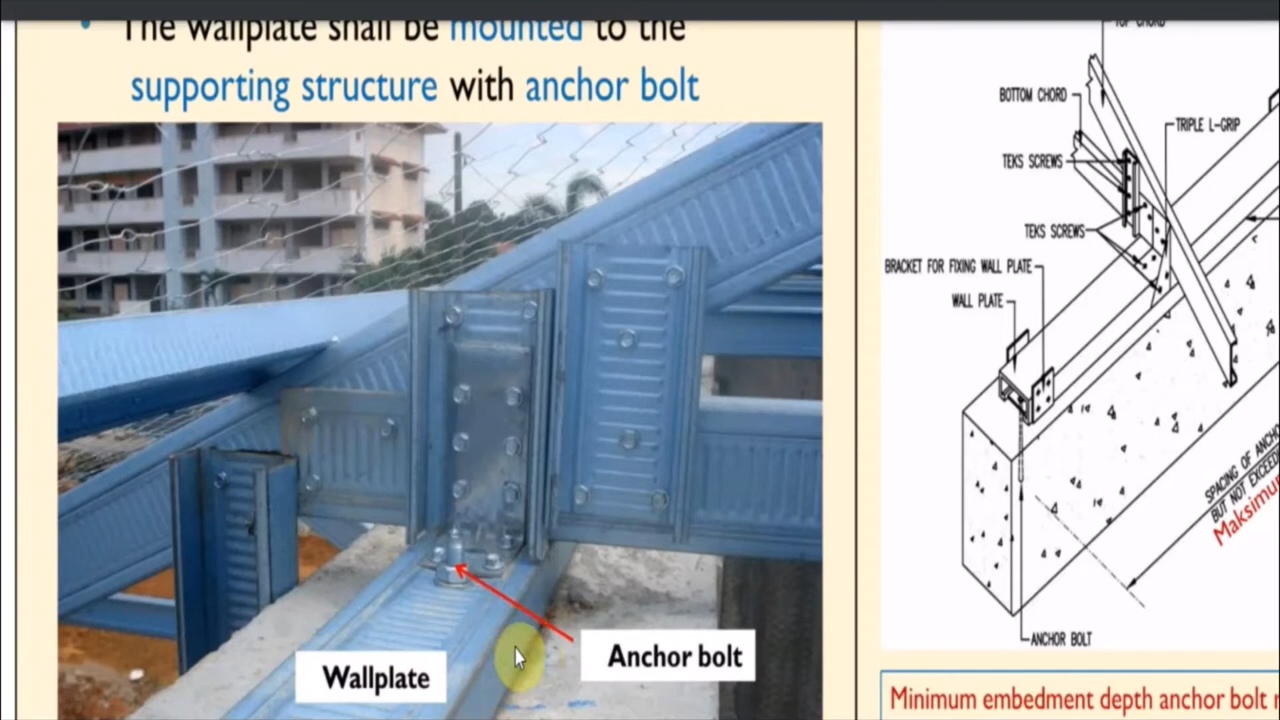 The wallplate shall be mounted to the
supporting structure with anchor bolt
Wallplate
Anchor bolt
TOP CHORD
BOTTOM CHORD
TRIPLE L-GRIP
TEKS SCREWS
TEKS SCREWS
BRACKET FOR FIXING WALL PLATE
WALL PLATE
SPACING OF ANCHO
BUT NOT EXCEED
Maksimu
ANCHOR BOLT
Minimum embedment depth anchor bolt